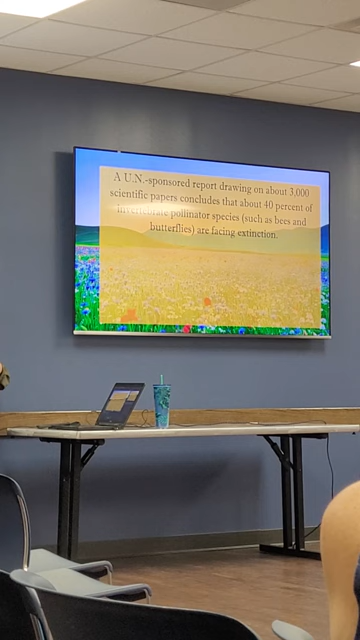 A U.N.-sponsored report drawing on about 3,000
scientific papers concludes that about 40 percent of
invertebrate pollinator species (such as bees and
butterflies) are facing extinction.